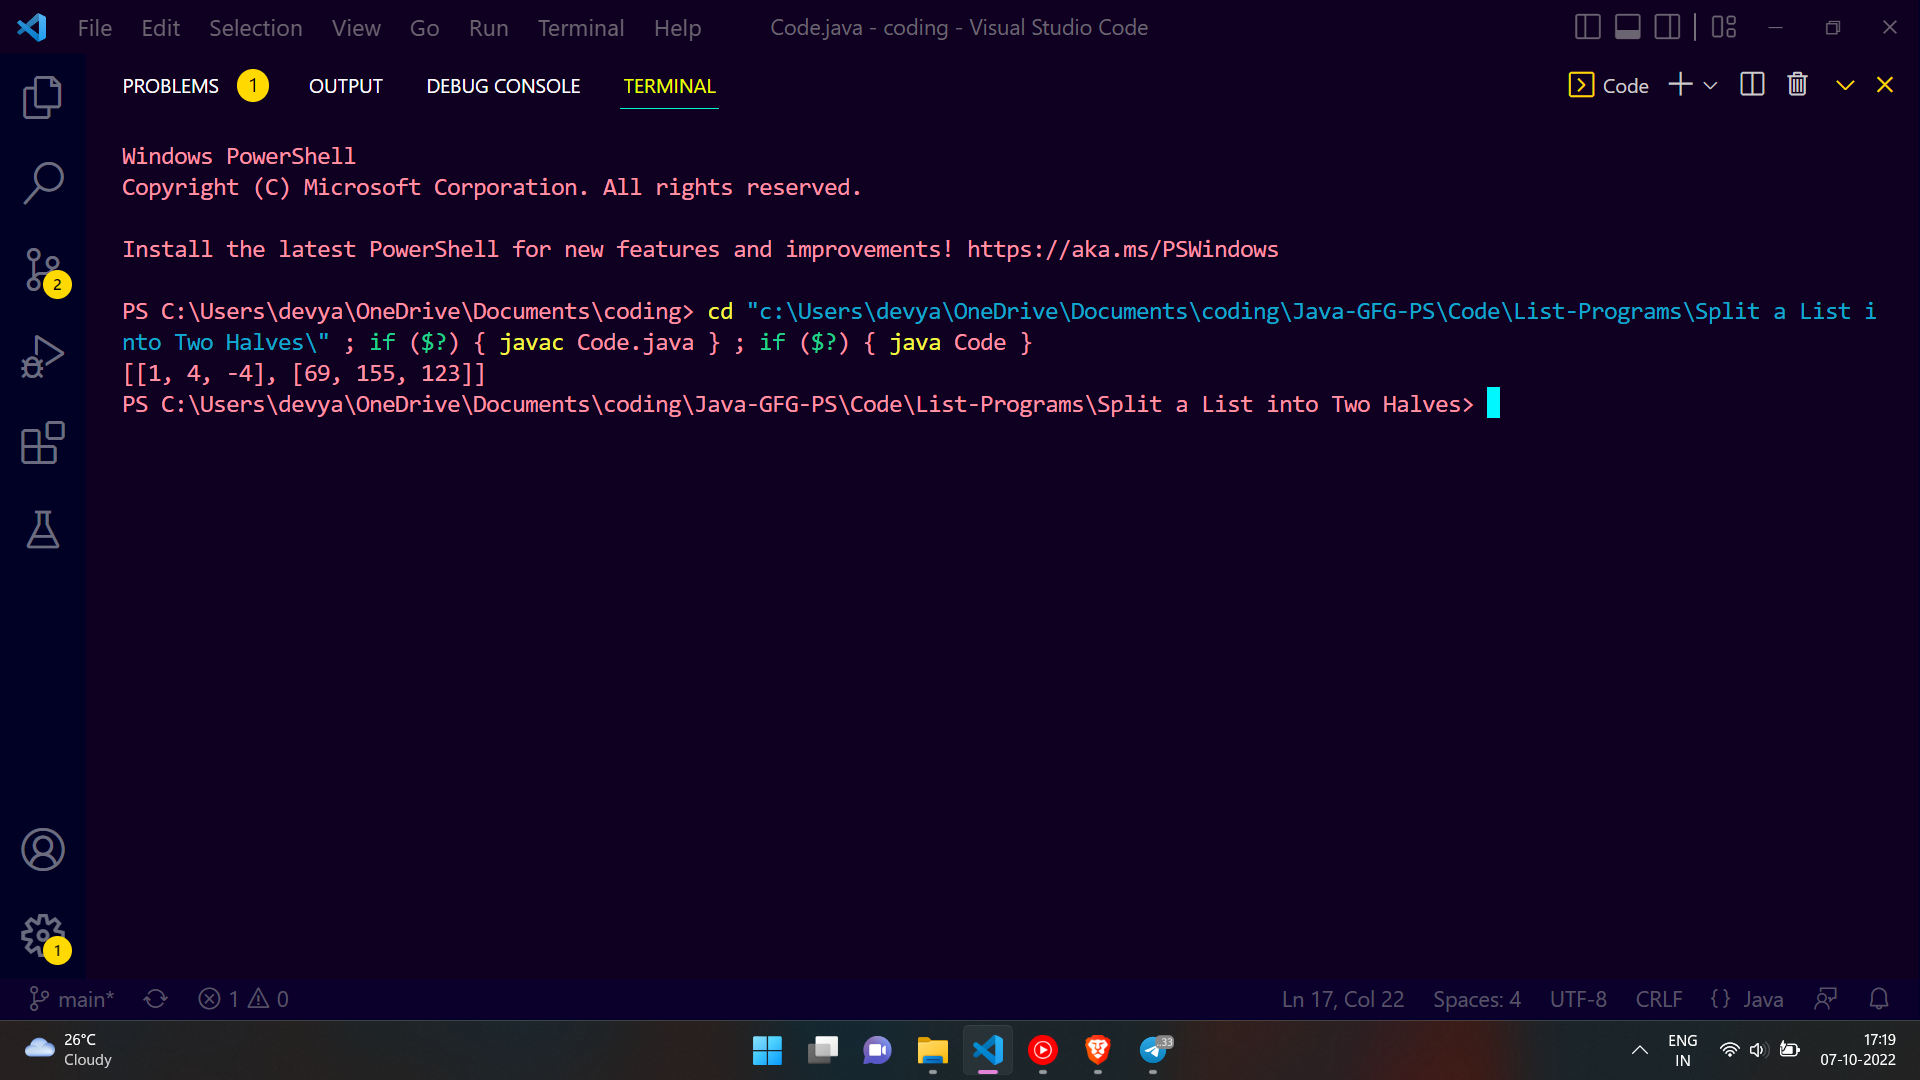 File Edit Selection View Go Run Terminal Help Code.java - coding - Visual Studio Code
PROBLEMS 1 OUTPUT DEBUG CONSOLE TERMINAL Code
Windows PowerShell
Copyright (C) Microsoft Corporation. All rights reserved.
Install the latest PowerShell for new features and improvements! https://aka.ms/PSWindows
PS C:\Users\devya\OneDrive\Documents\coding> cd "c:\Users\devya\OneDrive\Documents\coding\Java-GFG-PS\Code\List-Programs\Split a List i
nto Two Halves\" ; if ($?) { javac Code.java } ; if ($?) { java Code }
[[1, 4, -4], [69, 155, 123]]
PS C:\Users\devya\OneDrive\Documents\coding\Java-GFG-PS\Code\List-Programs\Split a List into Two Halves>
2
1
main* 1 0 Ln 17, Col 22 Spaces: 4 UTF-8 CRLF {} Java
26°C
Cloudy
33
ENG
IN
17:19
07-10-2022